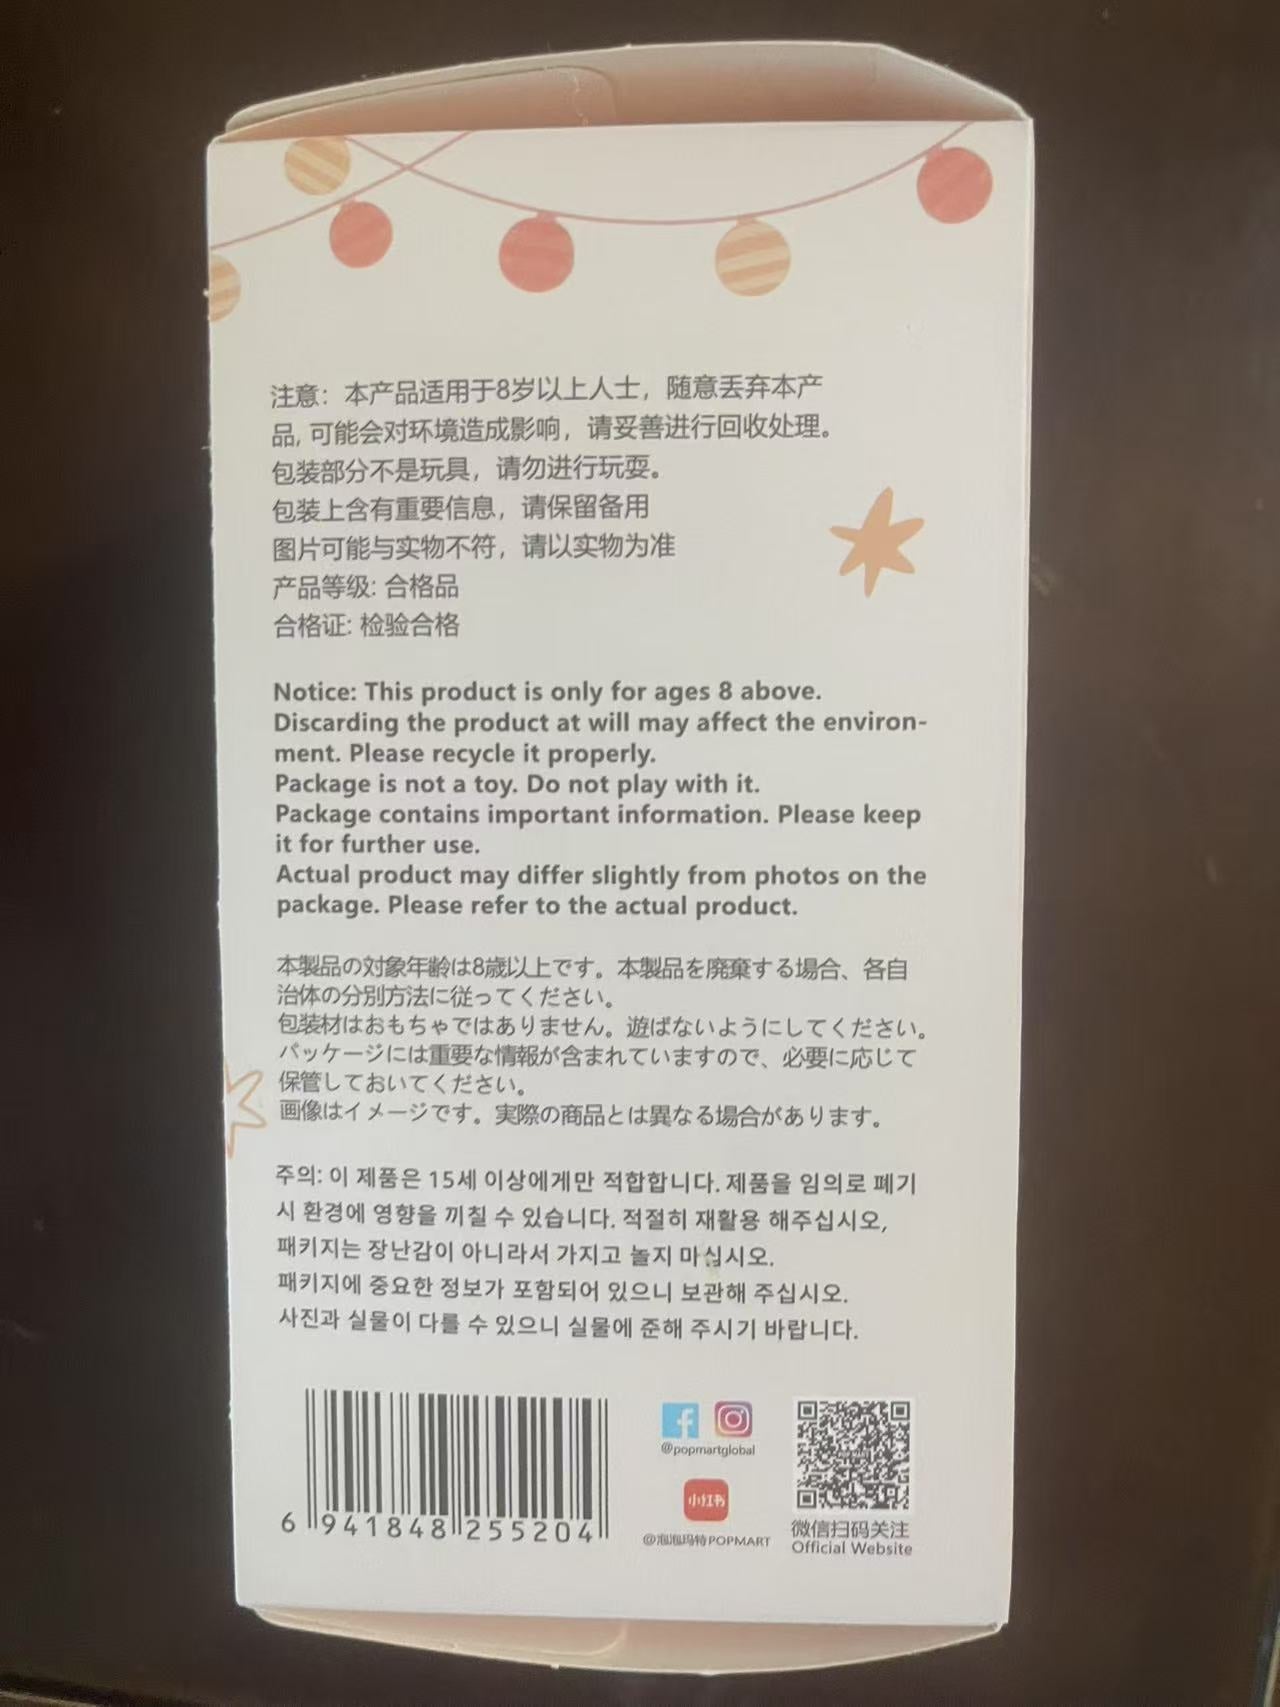 注意：本产品适用于8岁以上人士，随意丢弃本产
品, 可能会对环境造成影响，请妥善进行回收处理。
包装部分不是玩具，请勿进行玩耍。
包装上含有重要信息，请保留备用
图片可能与实物不符，请以实物为准
产品等级: 合格品
合格证: 检验合格
Notice: This product is only for ages 8 above.
Discarding the product at will may affect the environ-
ment. Please recycle it properly.
Package is not a toy. Do not play with it.
Package contains important information. Please keep
it for further use.
Actual product may differ slightly from photos on the
package. Please refer to the actual product.
本製品の対象年齢は8歳以上です。本製品を廃棄する場合、各自
治体の分別方法に従ってください。
包装材はおもちゃではありません。遊ばないようにしてください。
パッケージには重要な情報が含まれていますので、必要に応じて
保管しておいてください。
画像はイメージです。実際の商品とは異なる場合があります。
주의: 이 제품은 15세 이상에게만 적합합니다. 제품을 임의로 폐기
시 환경에 영향을 끼칠 수 있습니다. 적절히 재활용 해주십시오,
패키지는 장난감이 아니라서 가지고 놀지 마십시오.
패키지에 중요한 정보가 포함되어 있으니 보관해 주십시오.
사진과 실물이 다를 수 있으니 실물에 준해 주시기 바랍니다.
6 941848 255204
@popmartglobal
小红书
@泡泡玛特POPMART
微信扫码关注
Official Website